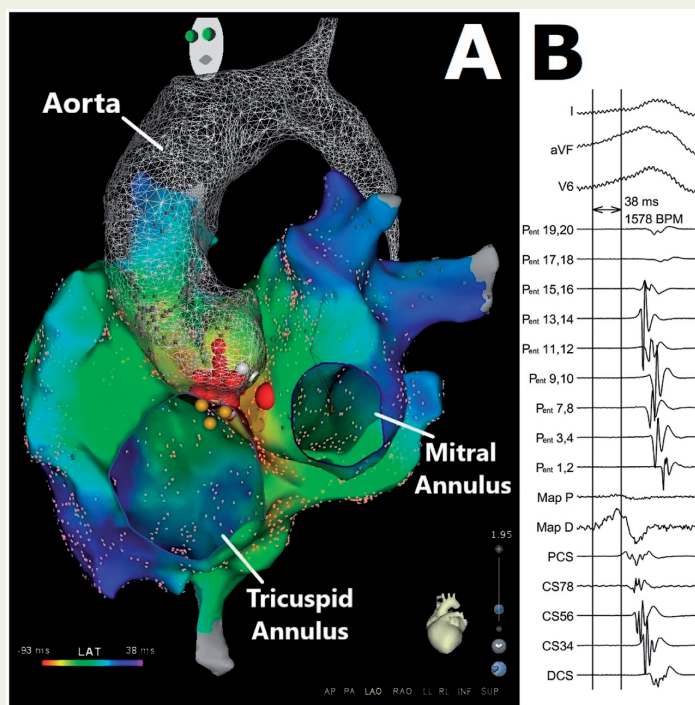 A
Aorta
Mitral
Annulus
Tricuspid
Annulus
1.95
-93 ms LAT 38 ms
AP PA LAO RAO LL RL INF SUP
B
I
aVF
V6
38 ms
1578 BPM
Pent 19,20
Pent 17,18
Pent 15,16
Pent 13,14
Pent 11,12
Pent 9,10
Pent 7,8
Pent 3,4
Pent 1,2
Map P
Map D
PCS
CS78
CS56
CS34
DCS